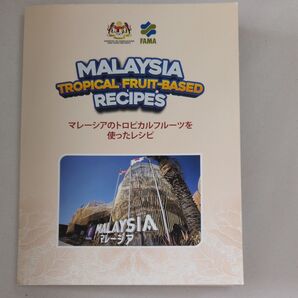 FAMA
MALAYSIA
TROPICAL FRUIT-BASED
RECIPES
マレーシアのトロピカルフルーツを
使ったレシピ
MALAYSIA
マレーシア